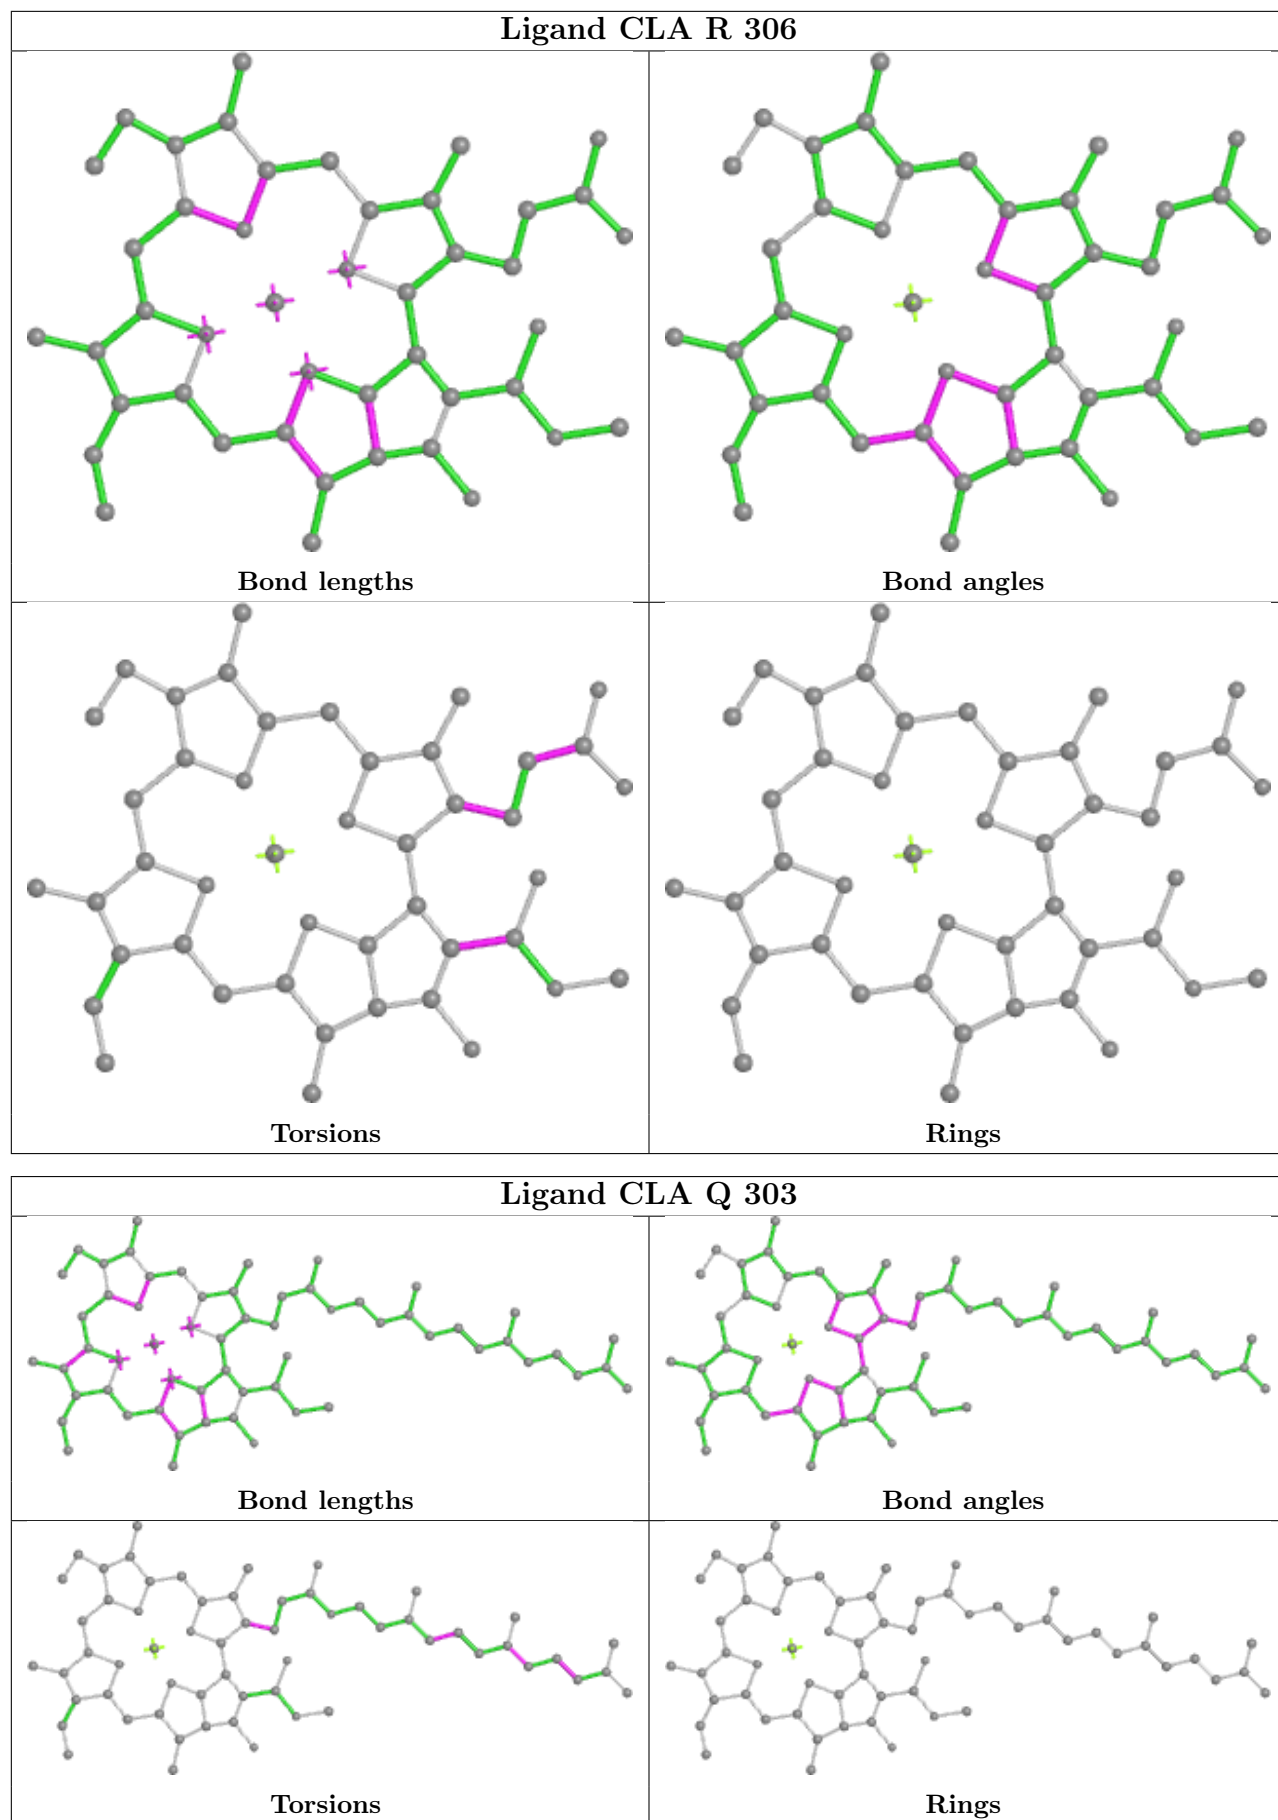 Ligand CLA R 306
Bond lengths
Bond angles
Torsions
Rings
Ligand CLA Q 303
Bond lengths
Bond angles
Torsions
Rings